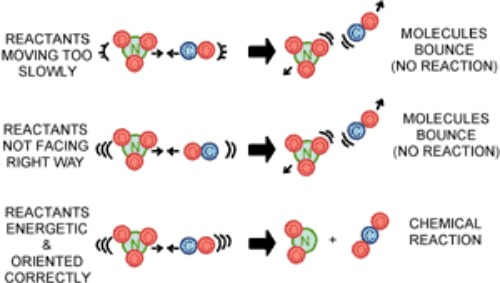 REACTANTS
MOVING TOO
SLOWLY
N
C
MOLECULES
BOUNCE
(NO REACTION)
N
C
REACTANTS
NOT FACING
RIGHT WAY
N
C
MOLECULES
BOUNCE
(NO REACTION)
N
C
REACTANTS
ENERGETIC
&
ORIENTED
CORRECTLY
N
C
N
+
C
CHEMICAL
REACTION